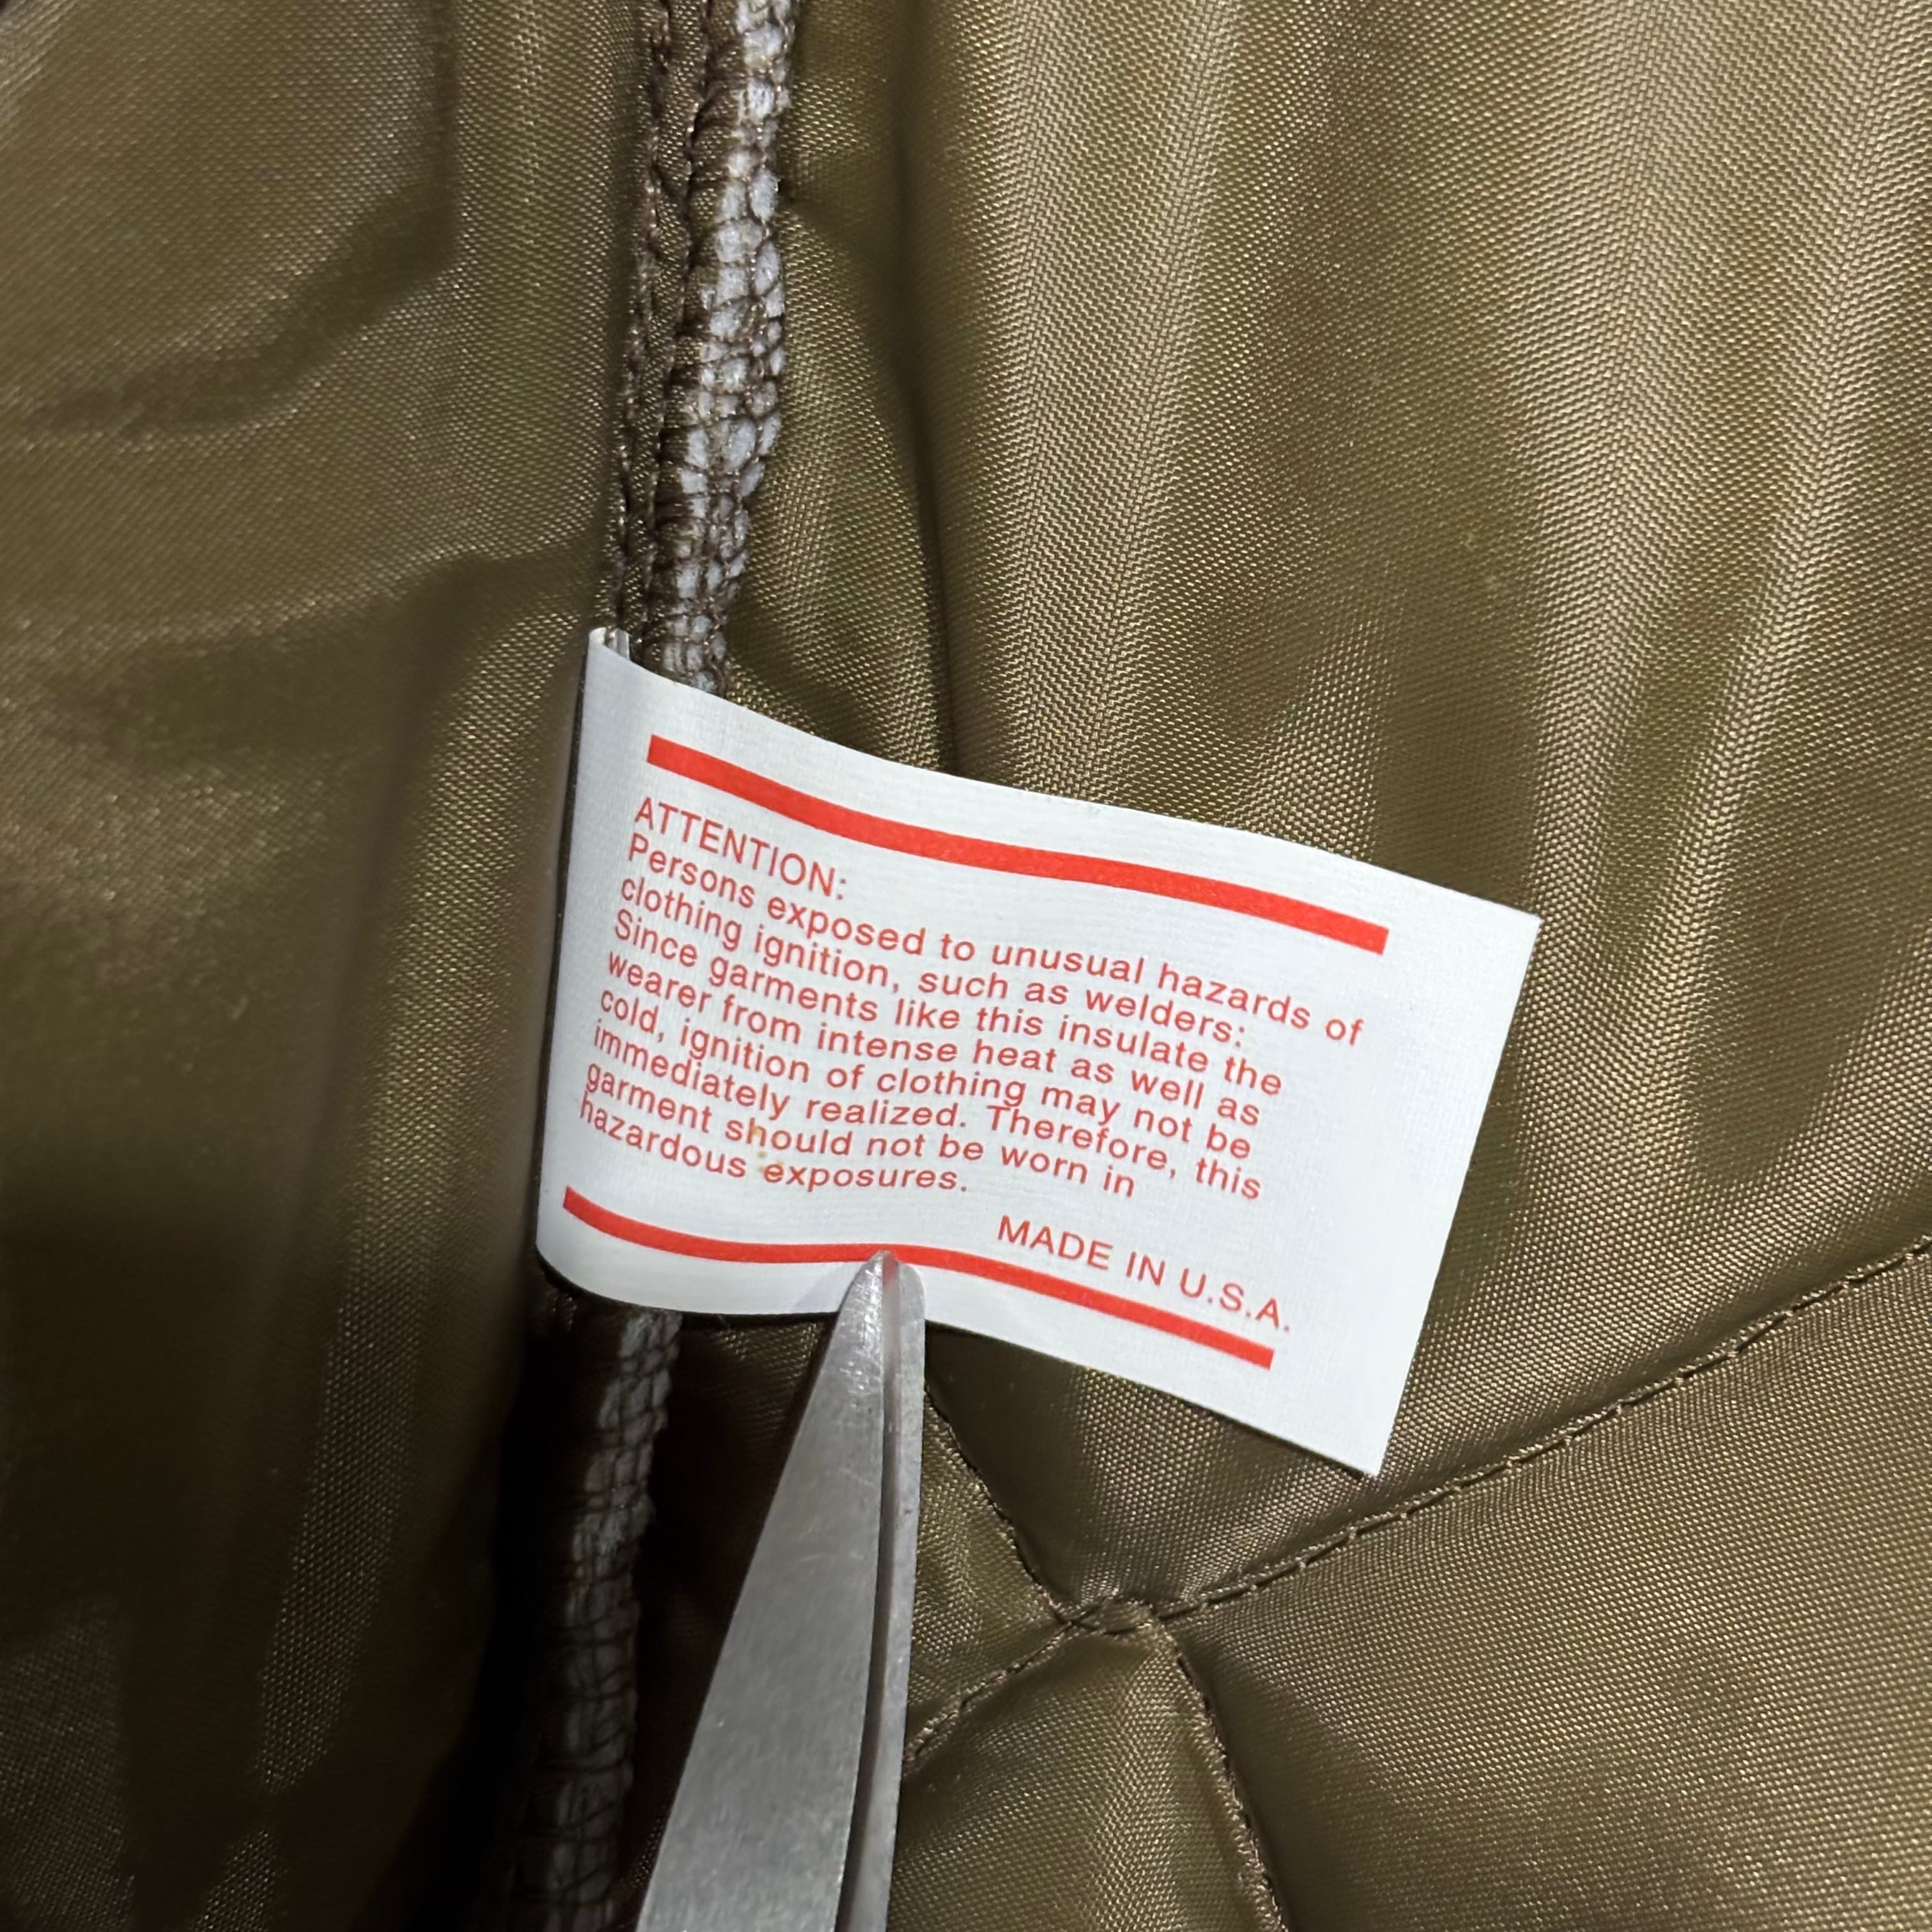 ATTENTION:
Persons exposed to unusual hazards of
clothing ignition, such as welders:
Since garments like this insulate the
wearer from intense heat as well as
cold, ignition of clothing may not be
immediately realized. Therefore, this
garment should not be worn in
hazardous exposures.
MADE IN U.S.A.